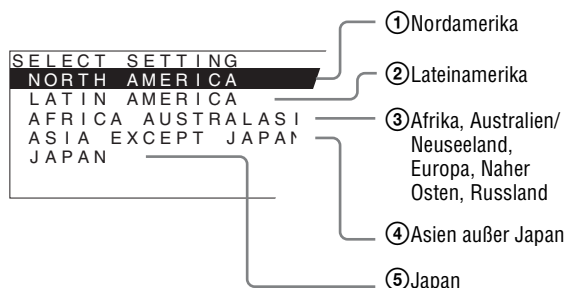 SELECT SETTING
NORTH AMERICA
LATIN AMERICA
AFRICA AUSTRALASI
ASIA EXCEPT JAPAN
JAPAN
①Nordamerika
②Lateinamerika
③Afrika, Australien/
Neuseeland,
Europa, Naher
Osten, Russland
④Asien außer Japan
⑤Japan